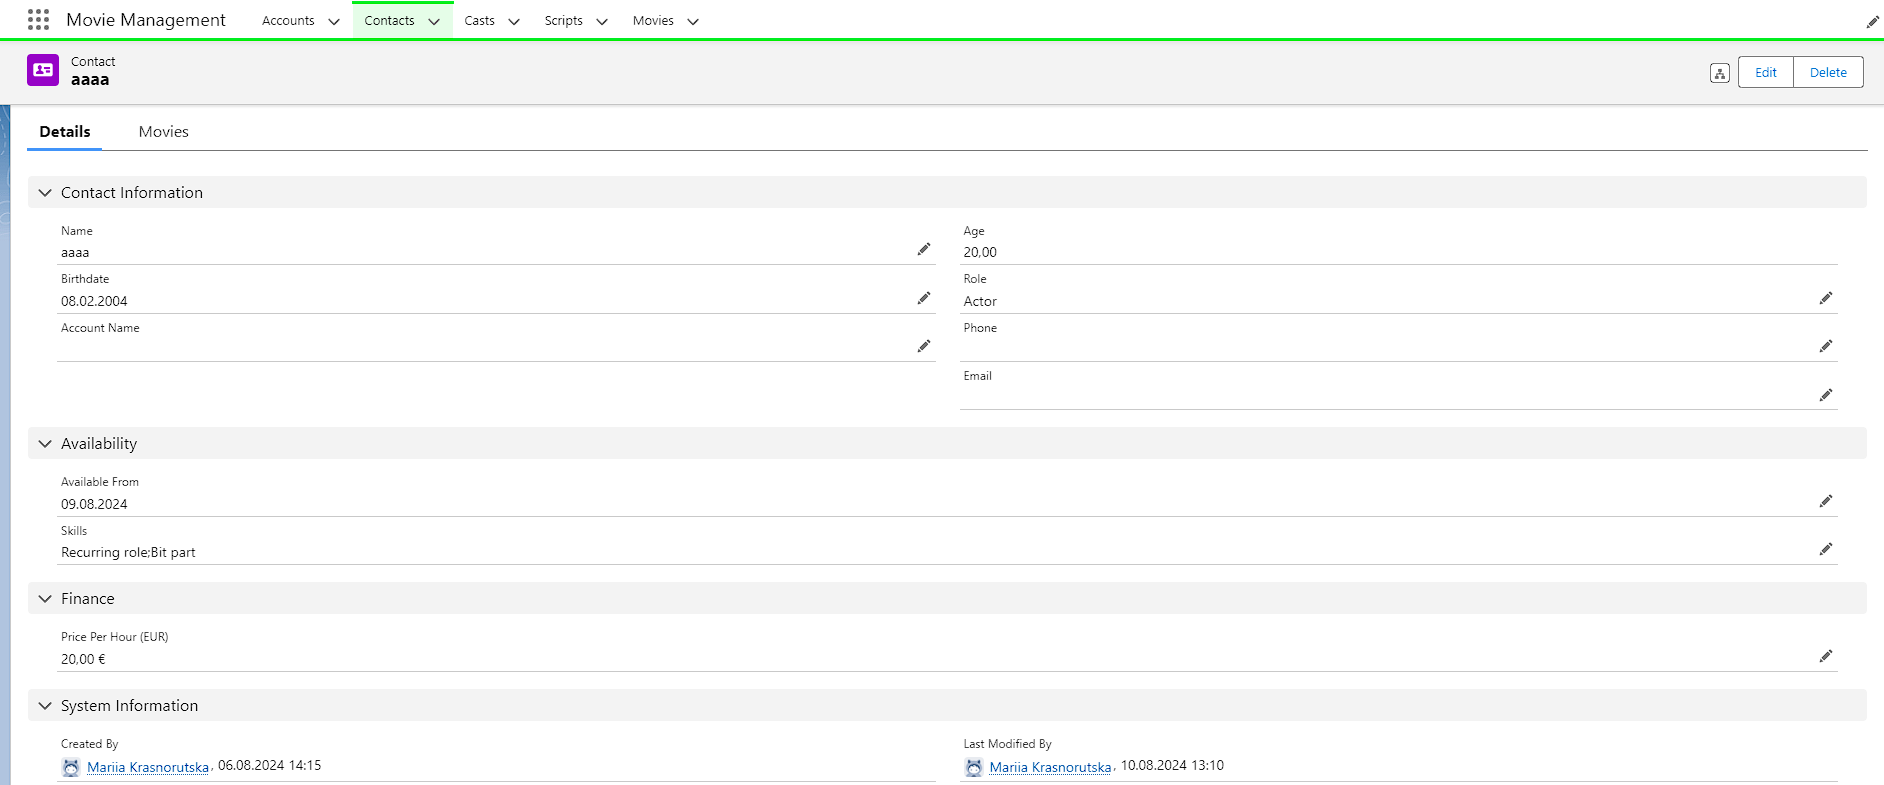 Movie Management Accounts Contacts Casts Scripts Movies
Contact
aaaa
Edit Delete
Details Movies
Contact Information
Name
aaaa
Age
20,00
Birthdate
08.02.2004
Role
Actor
Account Name
Phone
Email
Availability
Available From
09.08.2024
Skills
Recurring role;Bit part
Finance
Price Per Hour (EUR)
20,00 €
System Information
Created By
Mariia Krasnorutska, 06.08.2024 14:15
Last Modified By
Mariia Krasnorutska, 10.08.2024 13:10